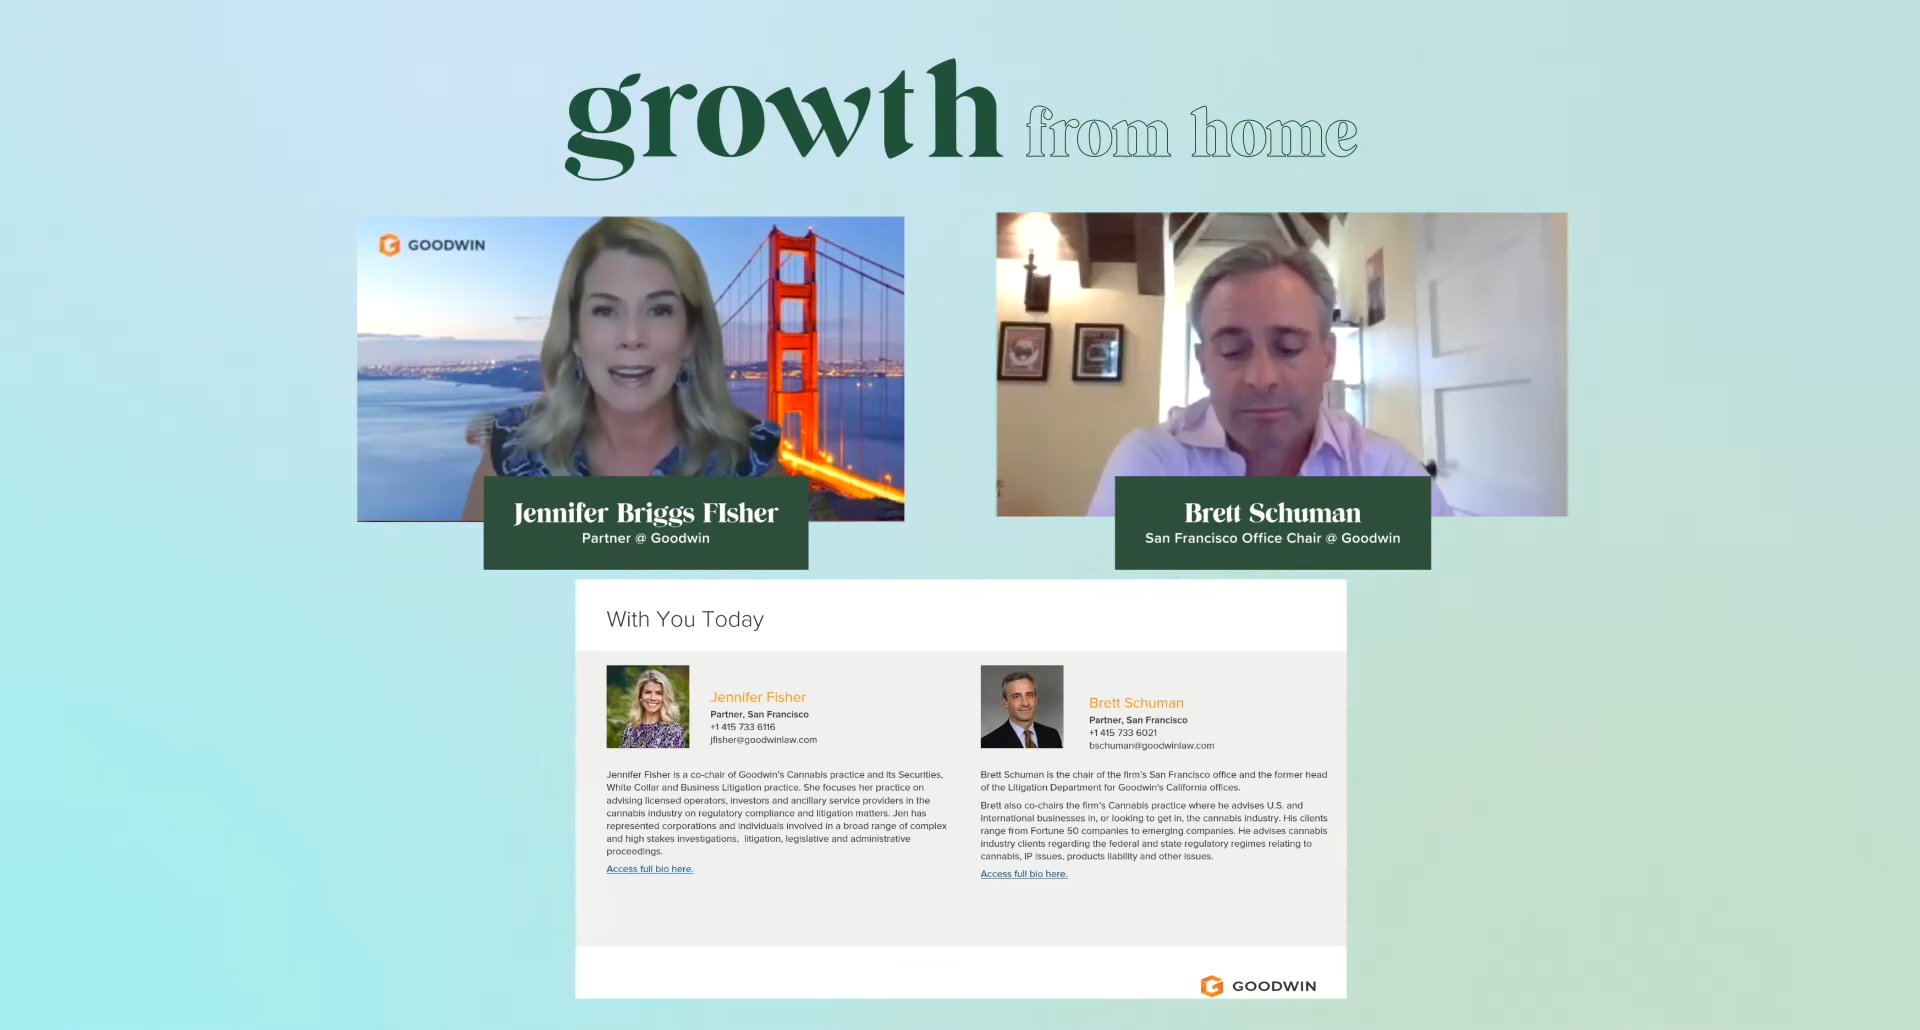 growth from home
GOODWIN
Jennifer Briggs FIsher
Partner @ Goodwin
Brett Schuman
San Francisco Office Chair @ Goodwin
With You Today
Jennifer Fisher
Partner, San Francisco
+1 415 733 6116
jfisher@goodwinlaw.com
Jennifer Fisher is a co-chair of Goodwin's Cannabis practice and its Securities,
White Collar and Business Litigation practice. She focuses her practice on
advising licensed operators, investors and ancillary service providers in the
cannabis industry on regulatory compliance and litigation matters. Jen has
represented corporations and individuals involved in a broad range of complex
and high stakes investigations, litigation, legislative and administrative
proceedings.
Access full bio here.
Brett Schuman
Partner, San Francisco
+1 415 733 6021
bschuman@goodwinlaw.com
Brett Schuman is the chair of the firm's San Francisco office and the former head
of the Litigation Department for Goodwin's California offices.
Brett also co-chairs the firm's Cannabis practice where he advises U.S. and
international businesses in, or looking to get in, the cannabis industry. His clients
range from Fortune 50 companies to emerging companies. He advises cannabis
industry clients regarding the federal and state regulatory regimes relating to
cannabis, IP issues, products liability and other issues.
Access full bio here.
GOODWIN